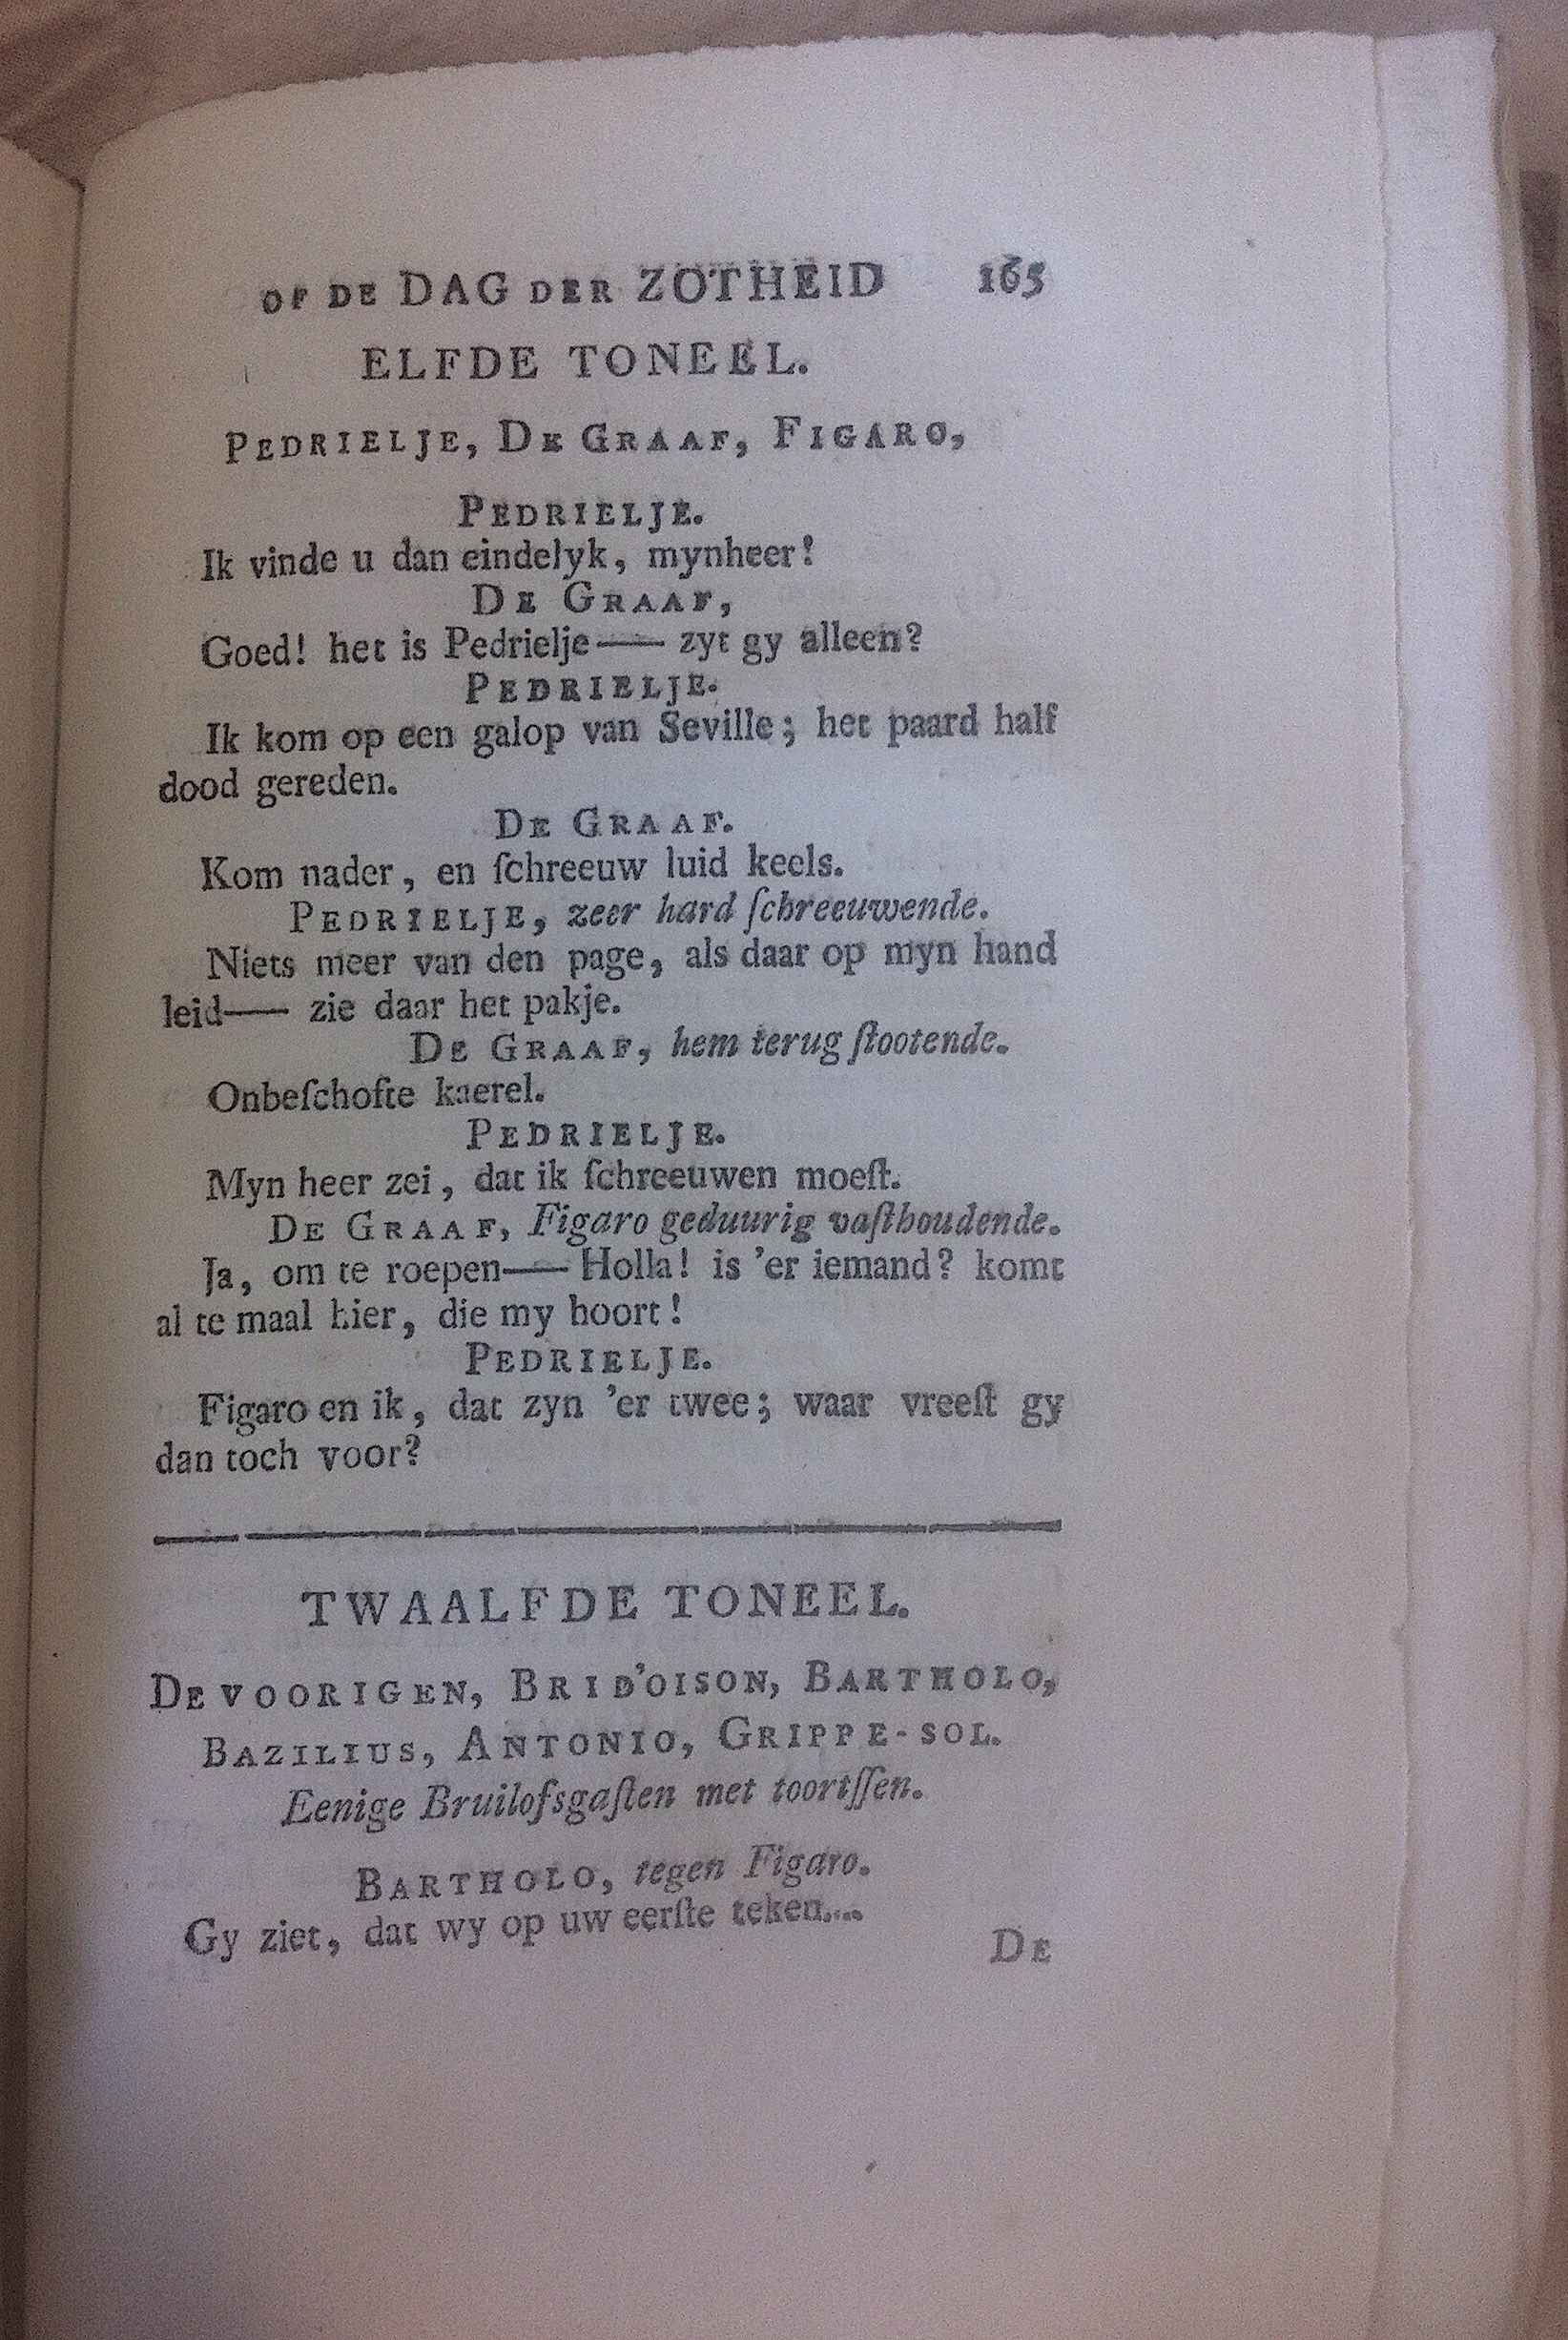 OF DE DAG DER ZOTHEID 165
ELFDE TONEEL.
PEDRIELJE, DE GRAAF, FIGARO,
PEDRIELJE.
Ik vinde u dan eindelyk, mynheer!
DE GRAAF,
Goed! het is Pedrielje—— zyt gy alleen?
PEDRIELJE.
Ik kom op een galop van Seville; het paard half
dood gereden.
DE GRAAF.
Kom nader, en ſchreeuw luid keels.
PEDRIELJE, zeer hard ſchreeuwende.
Niets meer van den page, als daar op myn hand
leid—— zie daar het pakje.
DE GRAAF, hem terug ſtootende.
Onbeſchofte kaerel.
PEDRIELJE.
Myn heer zei, dat ik ſchreeuwen moeſt.
DE GRAAF, Figaro geduurig vaſthoudende.
Ja, om te roepen—— Holla! is 'er iemand? komt
al te maal hier, die my hoort!
PEDRIELJE.
Figaro en ik, dat zyn 'er twee; waar vreeſt gy
dan toch voor?
TWAALFDE TONEEL.
DE VOORIGEN, BRID'OISON, BARTHOLO,
BAZILIUS, ANTONIO, GRIPPE-SOL.
Eenige Bruilofsgaſten met toortſſen.
BARTHOLO, tegen Figaro.
Gy ziet, dat wy op uw eerſte teken....
DE